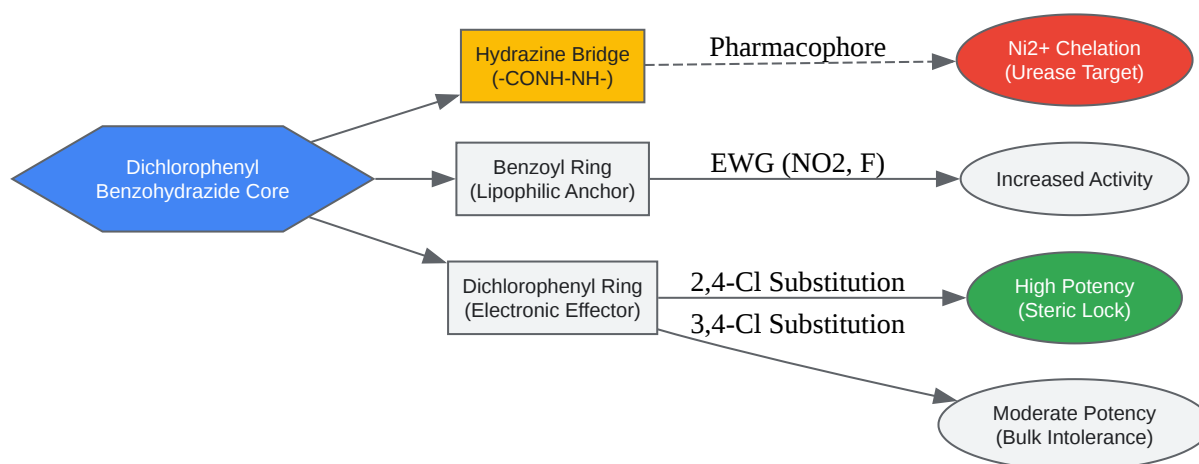 Hydrazine Bridge
(-CONH-NH-)
Pharmacophore
Ni2+ Chelation
(Urease Target)
Dichlorophenyl
Benzohydrazide Core
Benzoyl Ring
(Lipophilic Anchor)
EWG (NO2, F)
Increased Activity
Dichlorophenyl Ring
(Electronic Effector)
2,4-Cl Substitution
High Potency
(Steric Lock)
3,4-Cl Substitution
Moderate Potency
(Bulk Intolerance)